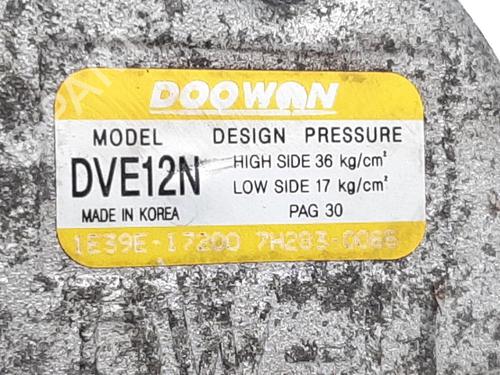 DOOWON
MODEL DESIGN PRESSURE
DVE12N HIGH SIDE 36 kg/cm²
LOW SIDE 17 kg/cm²
MADE IN KOREA PAG 30
1E39E-17200 7H283-0085